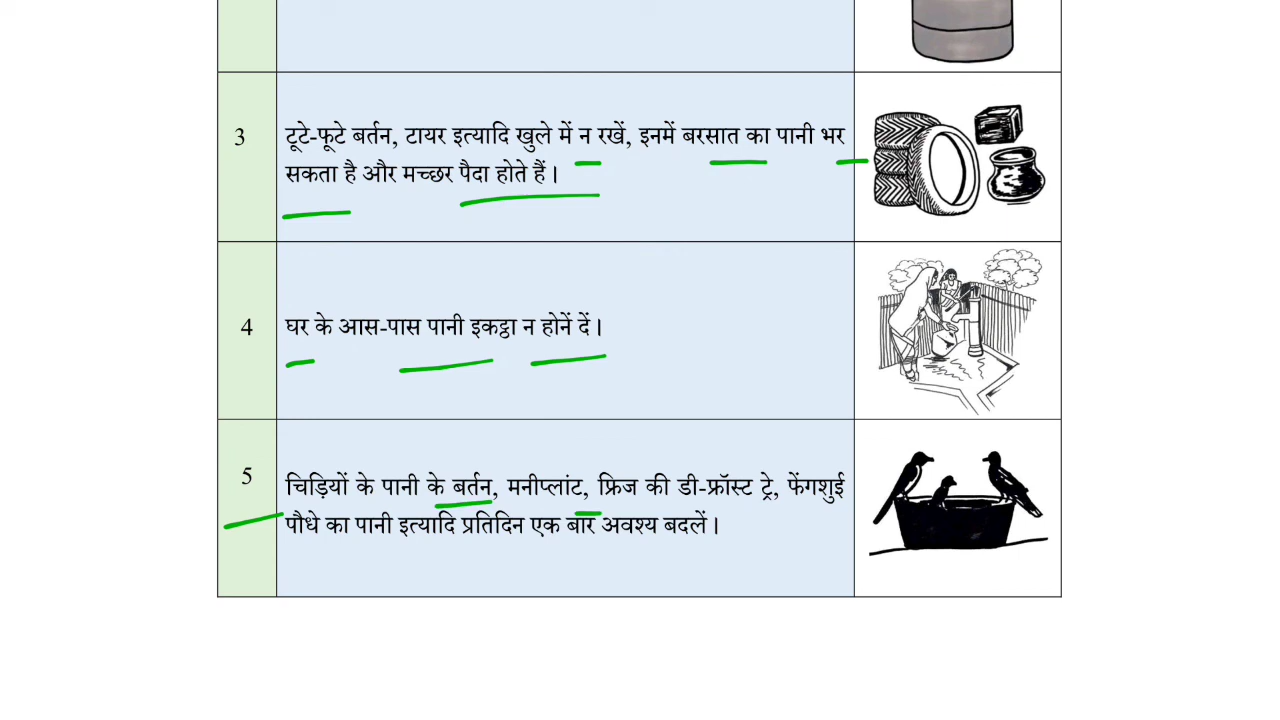 3
टूटे-फूटे बर्तन, टायर इत्यादि खुले में न रखें, इनमें बरसात का पानी भर
सकता है और मच्छर पैदा होते हैं।
4
घर के आस-पास पानी इकट्ठा न होनें दें।
5
चिड़ियों के पानी के बर्तन, मनीप्लांट, फ्रिज की डी-फ्रॉस्ट ट्रे, फेंगशुई
पौधे का पानी इत्यादि प्रतिदिन एक बार अवश्य बदलें।